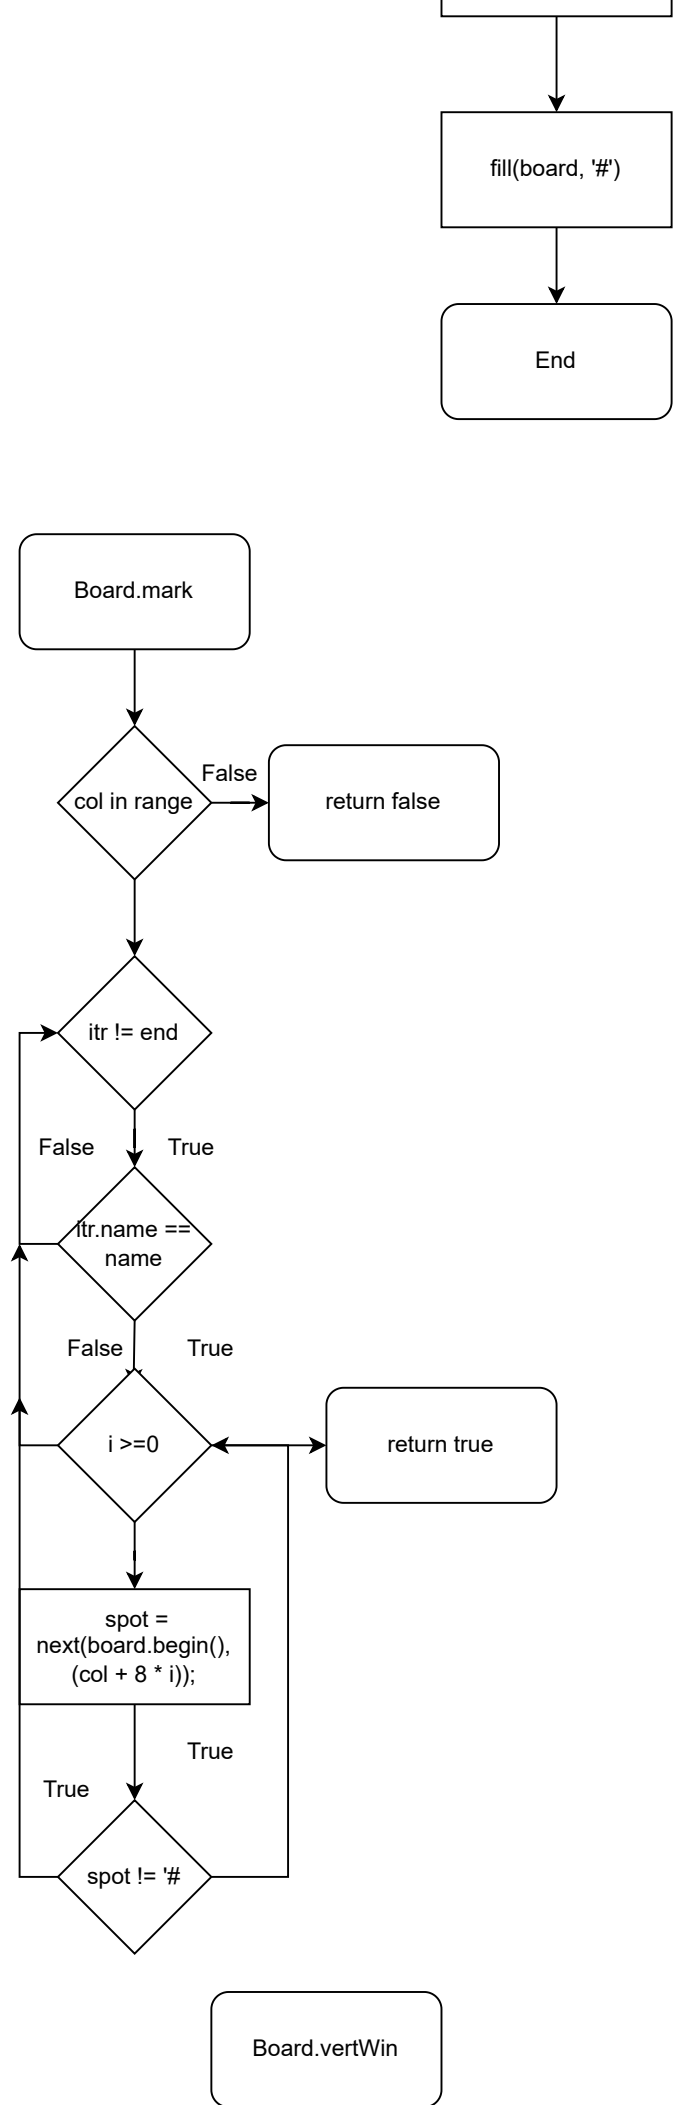 fill(board, '#')
End
Board.mark
False
col in range
return false
itr != end
False
True
itr.name ==
name
False
True
i >=0
return true
spot =
next(board.begin(),
(col + 8 * i));
True
True
spot != '#
Board.vertWin